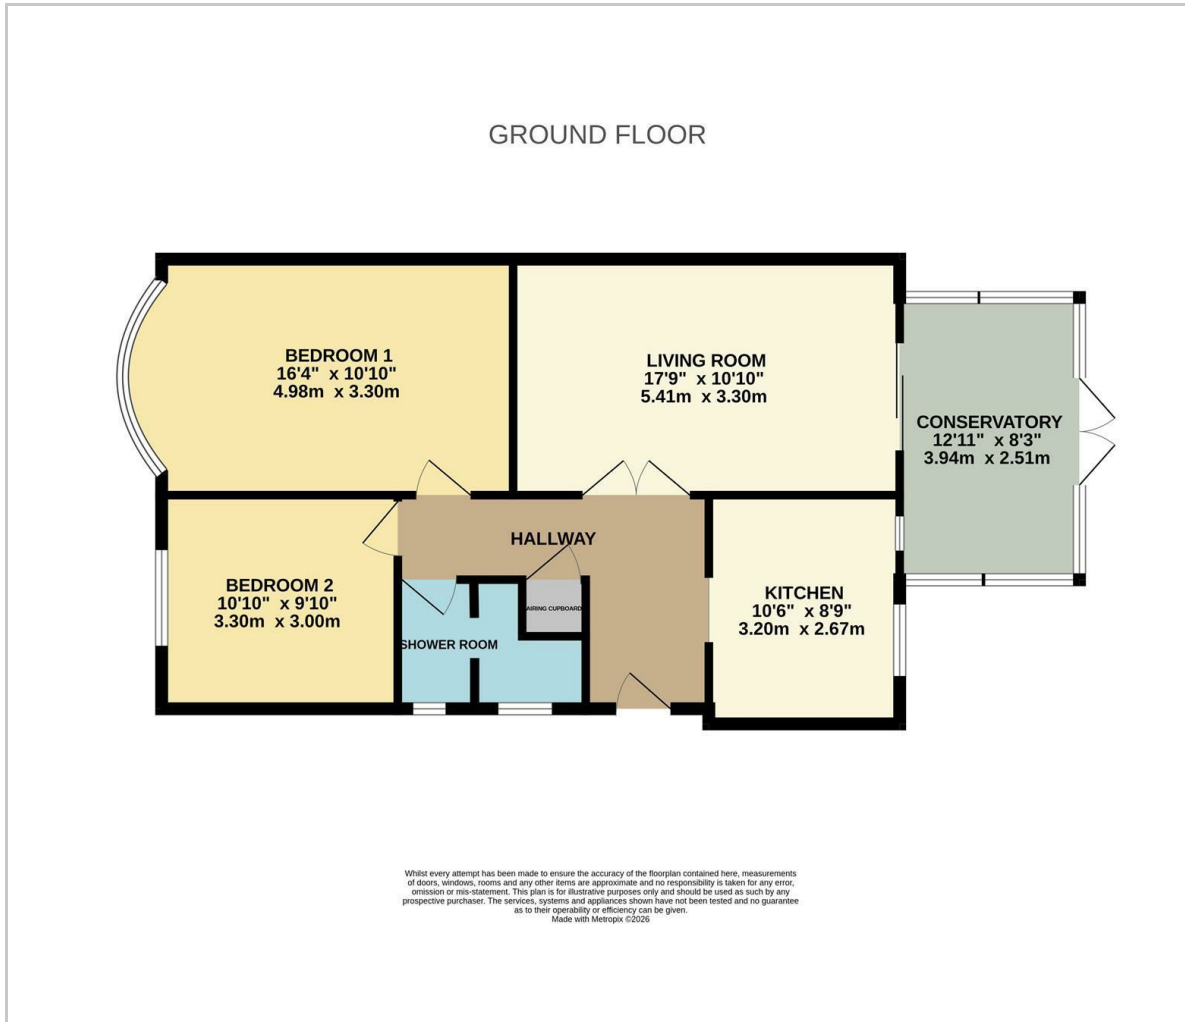 GROUND FLOOR
BEDROOM 1
16'4" x 10'10"
4.98m x 3.30m
LIVING ROOM
17'9" x 10'10"
5.41m x 3.30m
CONSERVATORY
12'11" x 8'3"
3.94m x 2.51m
HALLWAY
BEDROOM 2
10'10" x 9'10"
3.30m x 3.00m
AIRING CUPBOARD
SHOWER ROOM
KITCHEN
10'6" x 8'9"
3.20m x 2.67m
Whilst every attempt has been made to ensure the accuracy of the floorplan contained here, measurements
of doors, windows, rooms and any other items are approximate and no responsibility is taken for any error,
omission or mis-statement. This plan is for illustrative purposes only and should be used as such by any
prospective purchaser. The services, systems and appliances shown have not been tested and no guarantee
as to their operability or efficiency can be given.
Made with Metropix ©2026